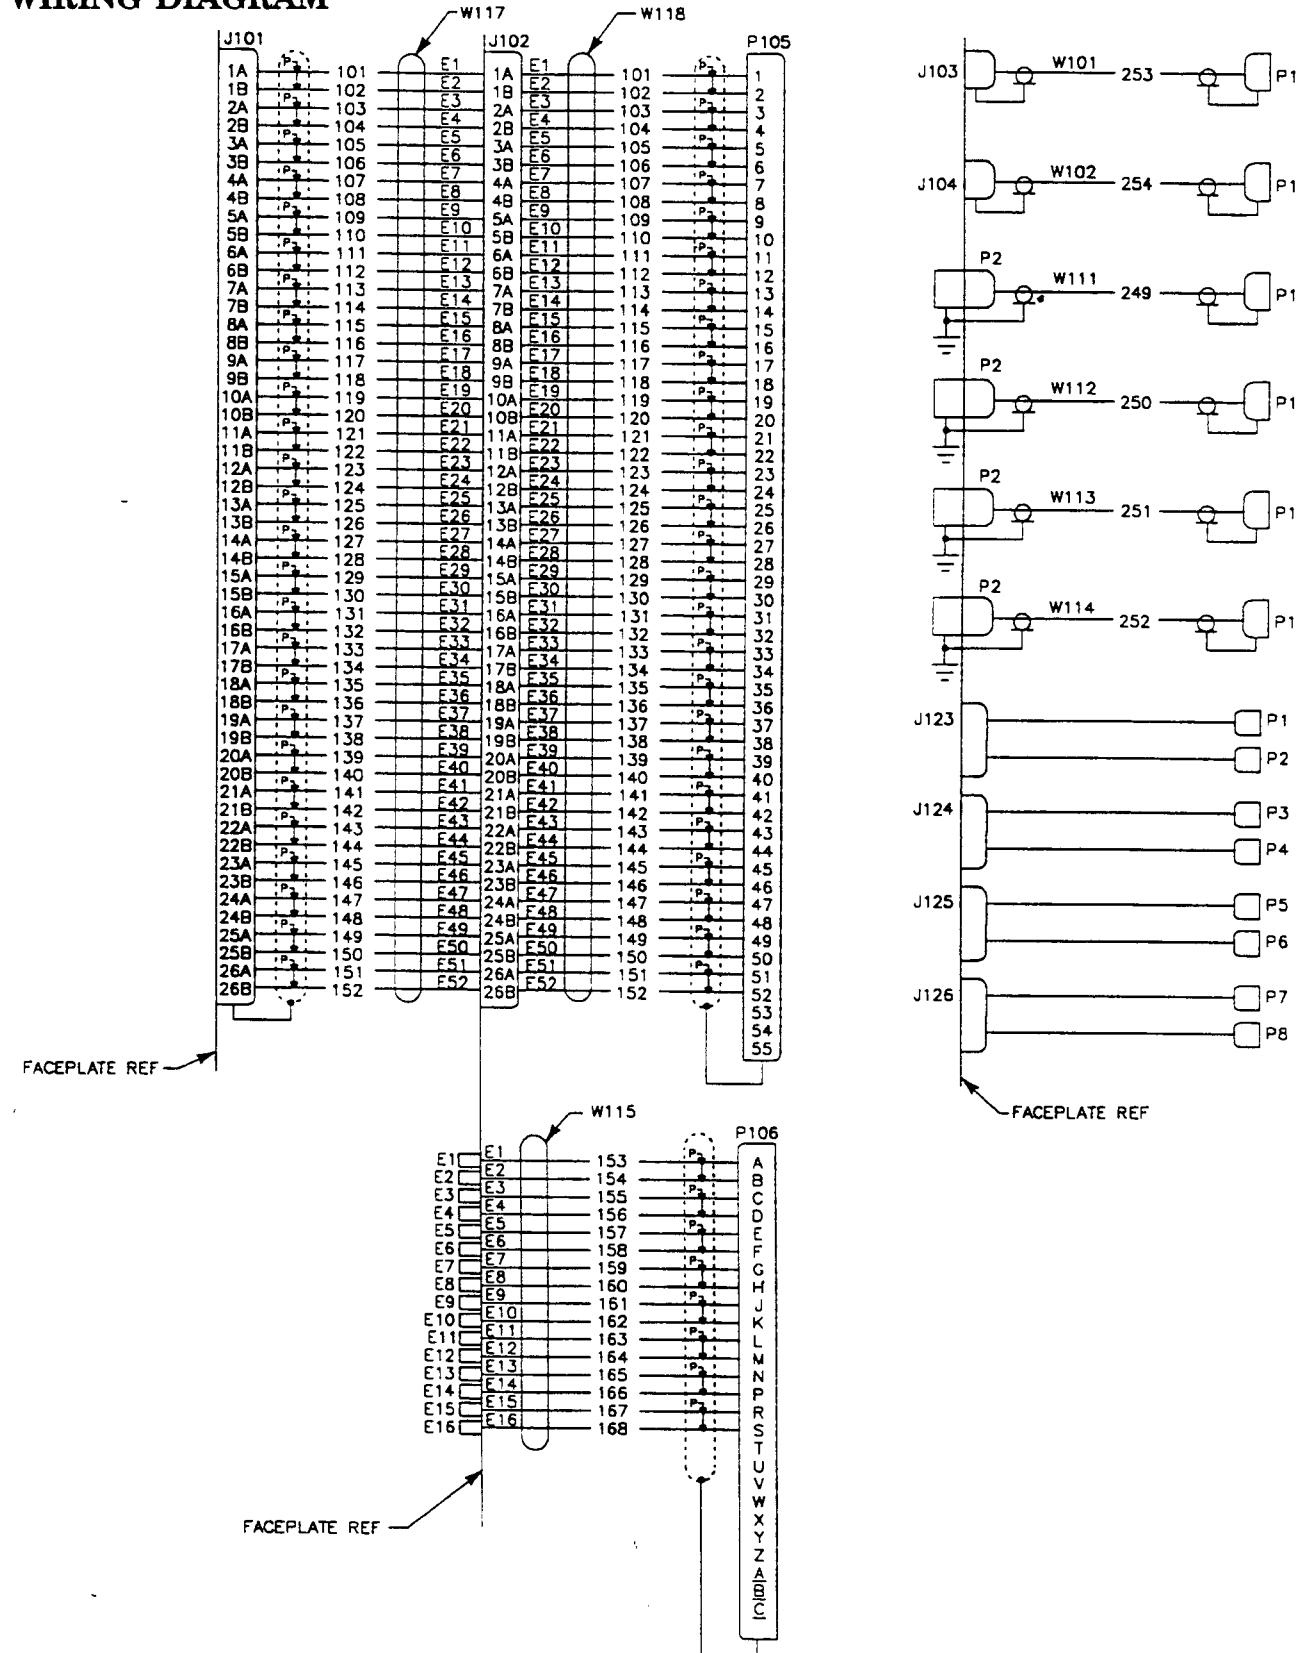 WIRING DIAGRAM
W117
W118
J101
J102
P105
1A 101 E1 1A E1 101 1
1B 102 E2 1B E2 102 2
2A 103 E3 2A E3 103 3
2B 104 E4 2B E4 104 4
3A 105 E5 3A E5 105 5
3B 106 E6 3B E6 106 6
4A 107 E7 4A E7 107 7
4B 108 E8 4B E8 108 8
5A 109 E9 5A E9 109 9
5B 110 E10 5B E10 110 10
6A 111 E11 6A E11 111 11
6B 112 E12 6B E12 112 12
7A 113 E13 7A E13 113 13
7B 114 E14 7B E14 114 14
8A 115 E15 8A E15 115 15
8B 116 E16 8B E16 116 16
9A 117 E17 9A E17 117 17
9B 118 E18 9B E18 118 18
10A 119 E19 10A E19 119 19
10B 120 E20 10B E20 120 20
11A 121 E21 11A E21 121 21
11B 122 E22 11B E22 122 22
12A 123 E23 12A E23 123 23
12B 124 E24 12B E24 124 24
13A 125 E25 13A E25 125 25
13B 126 E26 13B E26 126 26
14A 127 E27 14A E27 127 27
14B 128 E28 14B E28 128 28
15A 129 E29 15A E29 129 29
15B 130 E30 15B E30 130 30
16A 131 E31 16A E31 131 31
16B 132 E32 16B E32 132 32
17A 133 E33 17A E33 133 33
17B 134 E34 17B E34 134 34
18A 135 E35 18A E35 135 35
18B 136 E36 18B E36 136 36
19A 137 E37 19A E37 137 37
19B 138 E38 19B E38 138 38
20A 139 E39 20A E39 139 39
20B 140 E40 20B E40 140 40
21A 141 E41 21A E41 141 41
21B 142 E42 21B E42 142 42
22A 143 E43 22A E43 143 43
22B 144 E44 22B E44 144 44
23A 145 E45 23A E45 145 45
23B 146 E46 23B E46 146 46
24A 147 E47 24A E47 147 47
24B 148 E48 24B E48 148 48
25A 149 E49 25A E49 149 49
25B 150 E50 25B E50 150 50
26A 151 E51 26A E51 151 51
26B 152 E52 26B E52 152 52
53
54
55
FACEPLATE REF
J103 W101 253 P1
J104 W102 254 P1
P2 W111 249 P1
P2 W112 250 P1
P2 W113 251 P1
P2 W114 252 P1
J123 P1
P2
J124 P3
P4
J125 P5
P6
J126 P7
P8
FACEPLATE REF
W115
P106
E1 E1 153 P A
E2 E2 154 B
E3 E3 155 P C
E4 E4 156 D
E5 E5 157 P E
E6 E6 158 F
E7 E7 159 P G
E8 E8 160 H
E9 E9 161 P J
E10 E10 162 K
E11 E11 163 P L
E12 E12 164 M
E13 E13 165 P N
E14 E14 166 P
E15 E15 167 P R
E16 E16 168 S
T
U
V
W
X
Y
Z
A
B
C
FACEPLATE REF